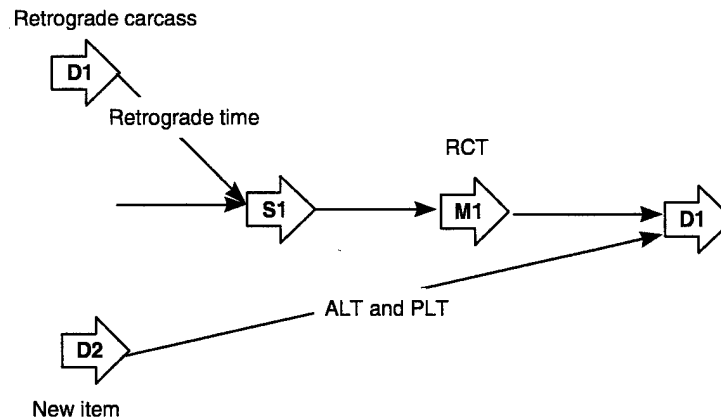 Retrograde carcass
D1
Retrograde time
RCT
S1
M1
D1
ALT and PLT
D2
New item